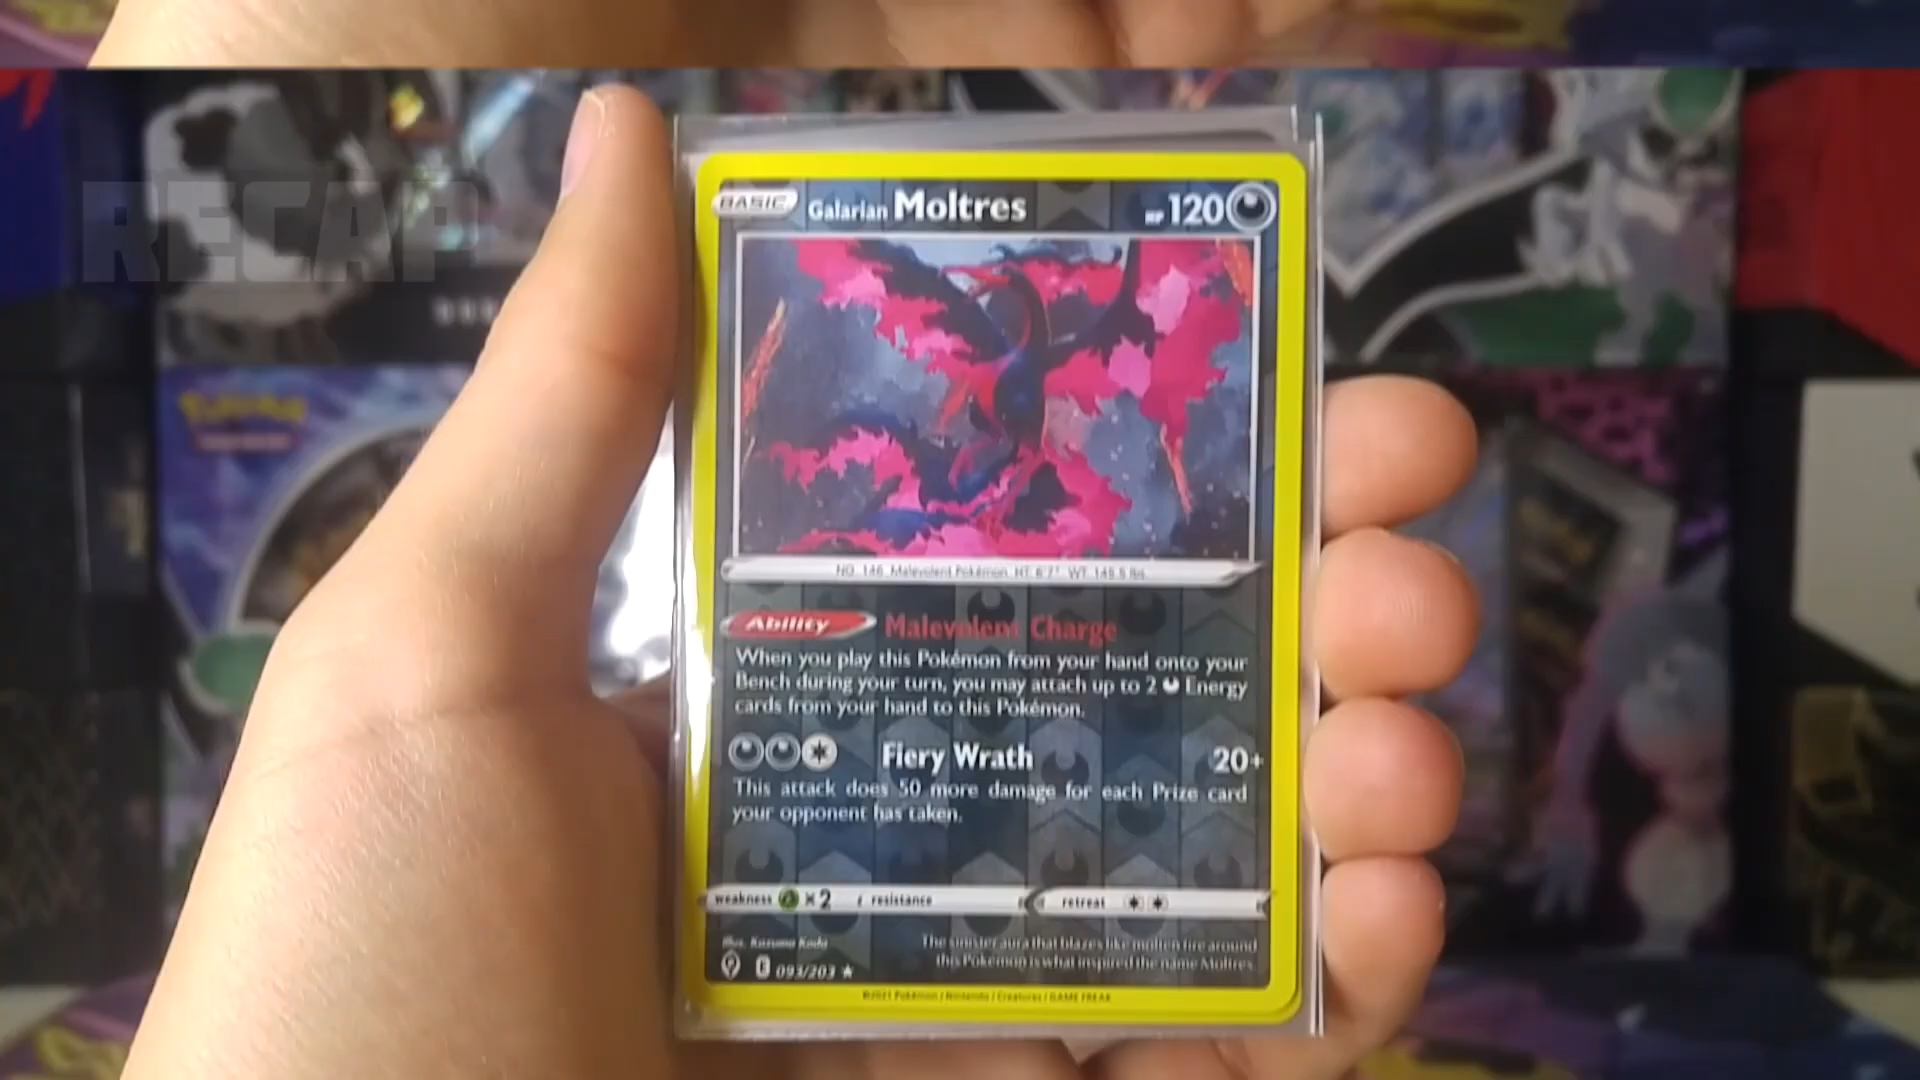 RECAP
BASIC Galarian Moltres HP 120
NO. 146 Malevolent Pokémon HT. 6'7" WT. 145.5 lbs.
Ability Malevolent Charge
When you play this Pokémon from your hand onto your
Bench during your turn, you may attach up to 2 Energy
cards from your hand to this Pokémon.
Fiery Wrath 20+
This attack does 50 more damage for each Prize card
your opponent has taken.
weakness ×2 resistance retreat
Illus. Kazuma Koda
The sinister aura that blazes like molten fire around
this Pokémon is what inspired the name Moltres.
093/203 ★
©2021 Pokémon / Nintendo / Creatures / GAME FREAK
Pokémon